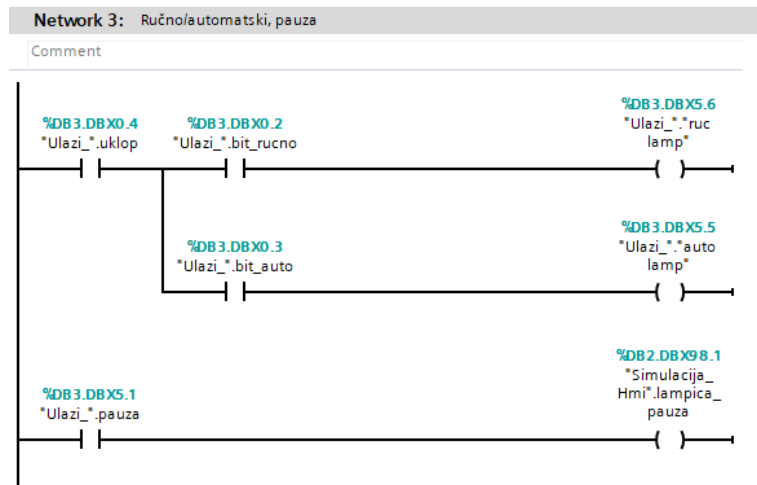 Network 3: Ručno/automatski, pauza
Comment
%DB3.DBX0.4
"Ulazi_".uklop
%DB3.DBX0.2
"Ulazi_".bit_rucno
%DB3.DBX5.6
"Ulazi_"."ruc
lamp"
%DB3.DBX0.3
"Ulazi_".bit_auto
%DB3.DBX5.5
"Ulazi_"."auto
lamp"
%DB3.DBX5.1
"Ulazi_".pauza
%DB2.DBX98.1
"Simulacija_
Hmi".lampica_
pauza